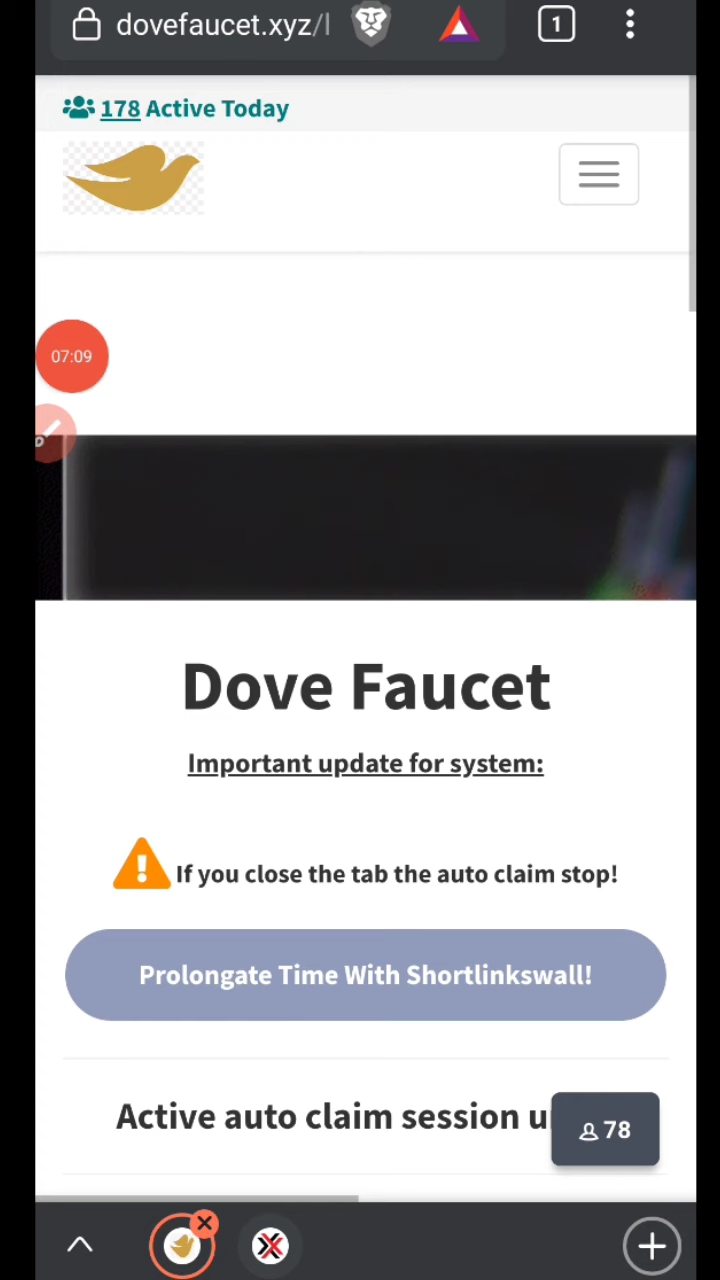 dovefaucet.xyz/l
1
178 Active Today
07:09
Dove Faucet
Important update for system:
If you close the tab the auto claim stop!
Prolongate Time With Shortlinkswall!
Active auto claim session u
78